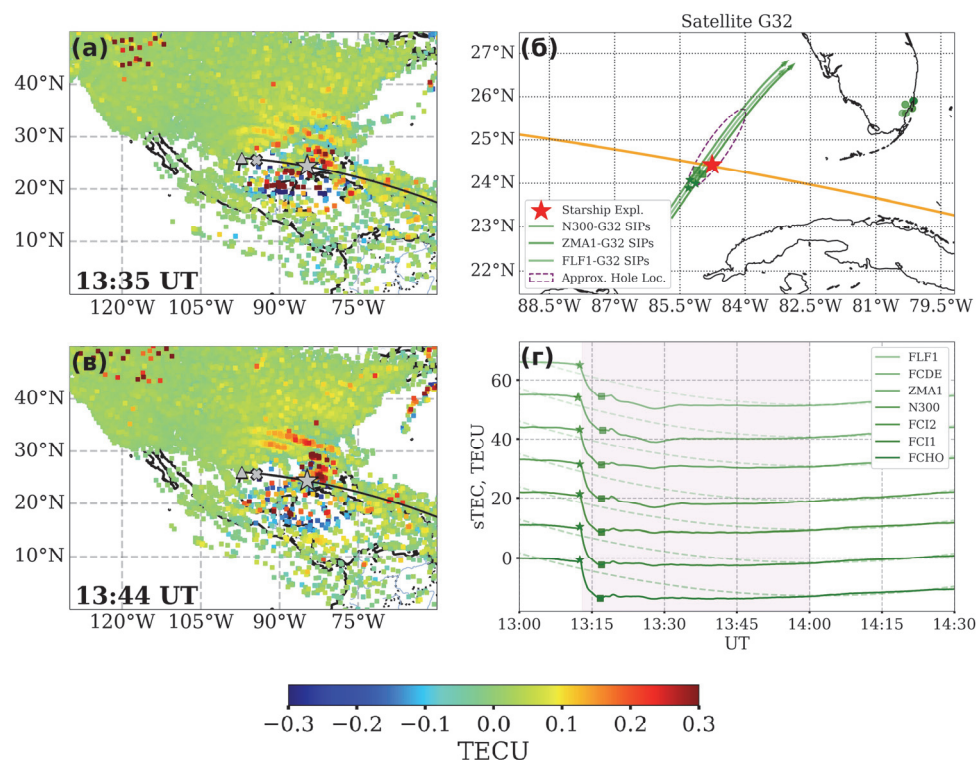 (а)
40°N
30°N
20°N
10°N
13:35 UT
120°W 105°W 90°W 75°W
Satellite G32
(б)
27°N
26°N
25°N
24°N
23°N
22°N
Starship Expl.
N300-G32 SIPs
ZMA1-G32 SIPs
FLF1-G32 SIPs
Approx. Hole Loc.
88.5°W 87°W 85.5°W 84°W 82.5°W 81°W 79.5°W
(в)
40°N
30°N
20°N
10°N
13:44 UT
120°W 105°W 90°W 75°W
(г)
sTEC, TECU
60
40
20
0
FLF1
FCDE
ZMA1
N300
FCI2
FCI1
FCHO
13:00 13:15 13:30 13:45 14:00 14:15 14:30
UT
−0.3 −0.2 −0.1 0.0 0.1 0.2 0.3
TECU